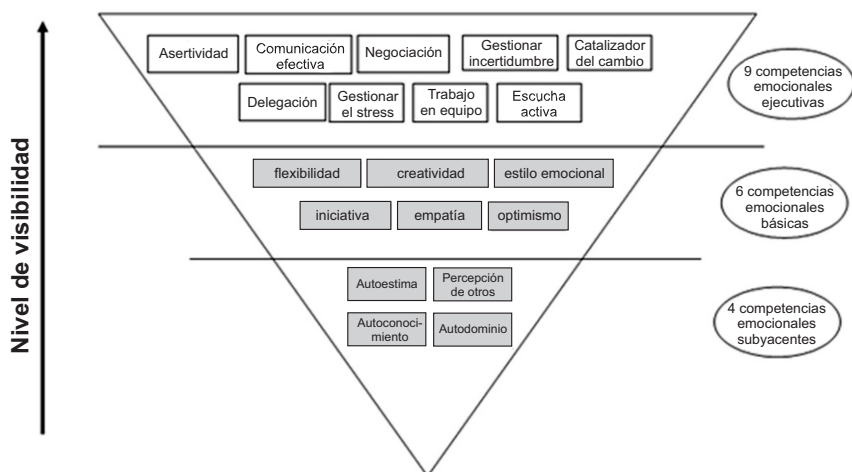 Nivel de visibilidad
Asertividad
Comunicación
efectiva
Negociación
Gestionar
incertidumbre
Catalizador
del cambio
Delegación
Gestionar
el stress
Trabajo
en equipo
Escucha
activa
9 competencias
emocionales
ejecutivas
flexibilidad
creatividad
estilo emocional
iniciativa
empatía
optimismo
6 competencias
emocionales
básicas
Autoestima
Percepción
de otros
Autoconoci-
miento
Autodominio
4 competencias
emocionales
subyacentes